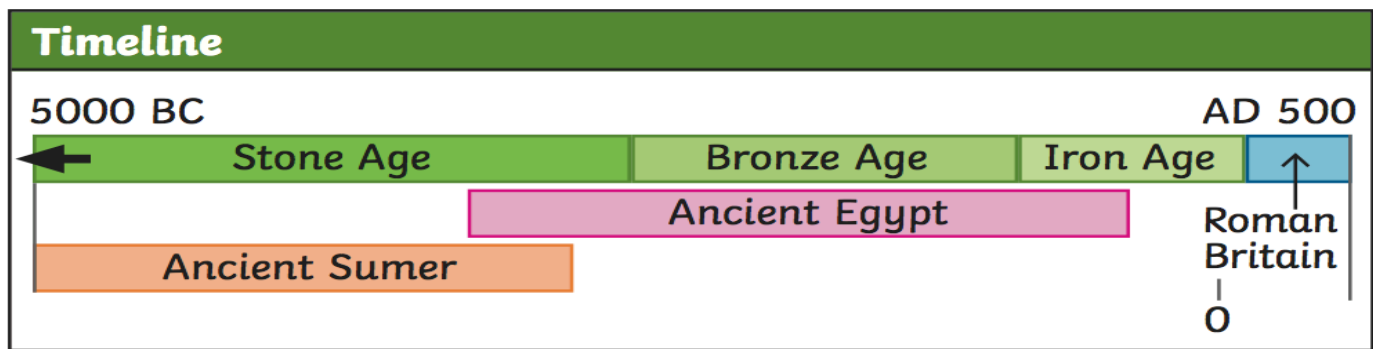 Timeline
5000 BC
AD 500
Stone Age
Bronze Age
Iron Age
Ancient Egypt
Roman
Britain
Ancient Sumer
0